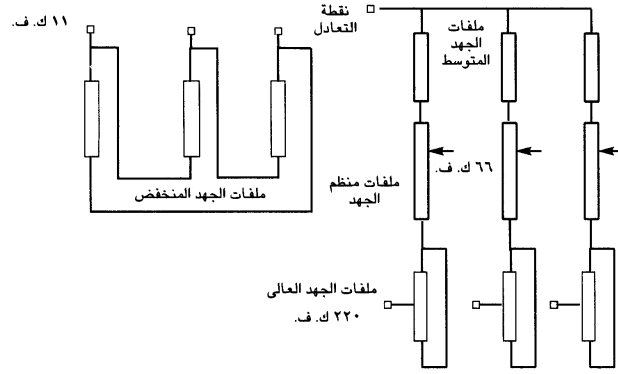 ١١ ك. ف.
نقطة
التعادل
ملفات
الجهد
المتوسط
٦٦ ك. ف.
ملفات منظم
الجهد
ملفات الجهد المنخفض
ملفات الجهد العالى
٢٢٠ ك. ف.